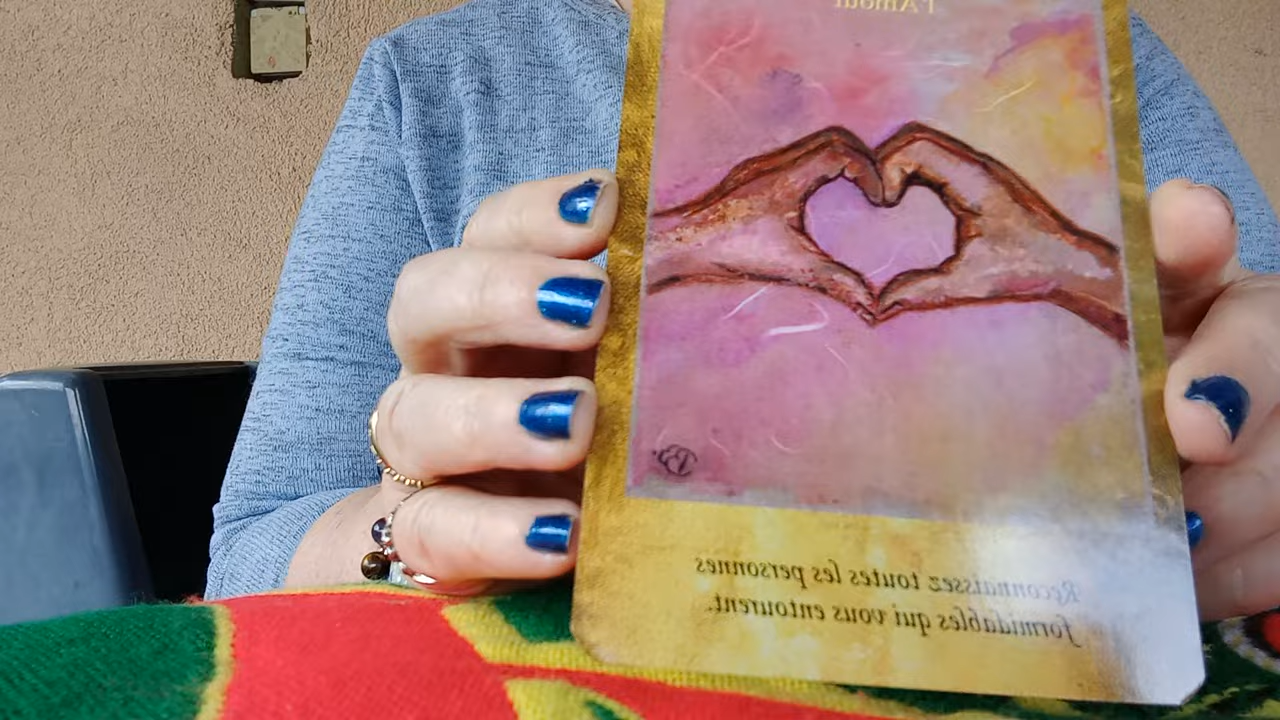 l'Amour
Reconnaissez toutes les personnes
formidables qui vous entourent.